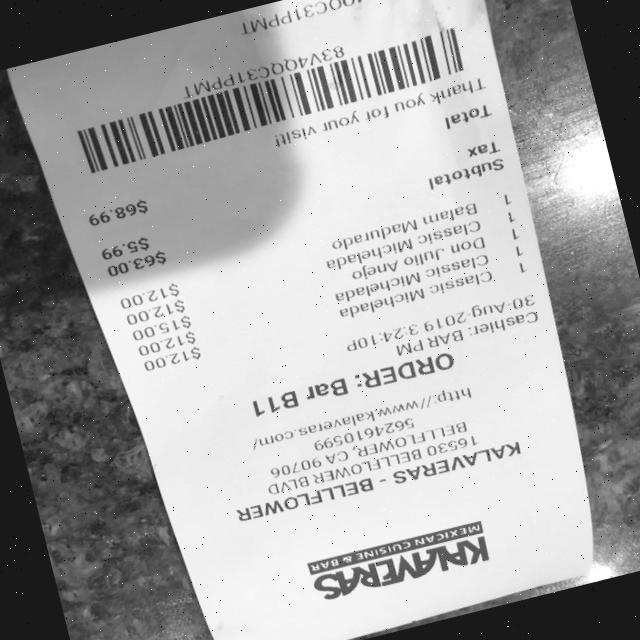 KALAVERAS
MEXICAN CUISINE & BAR
KALAVERAS - BELLFLOWER
16530 BELLFLOWER BLVD
BELLFLOWER, CA 90706
5624610599
http://www.kalaveras.com/
ORDER: Bar B11
Cashier: BAR PM
30-Aug-2019 3:24:10P
1 Classic Michelada $12.00
1 Classic Michelada $12.00
1 Don Julio Anejo $15.00
1 Classic Michelada $12.00
1 Balam Madurado $12.00
Subtotal $63.00
Tax $5.99
Total $68.99
Thank you for your visit!
83V4QQC31PPMT